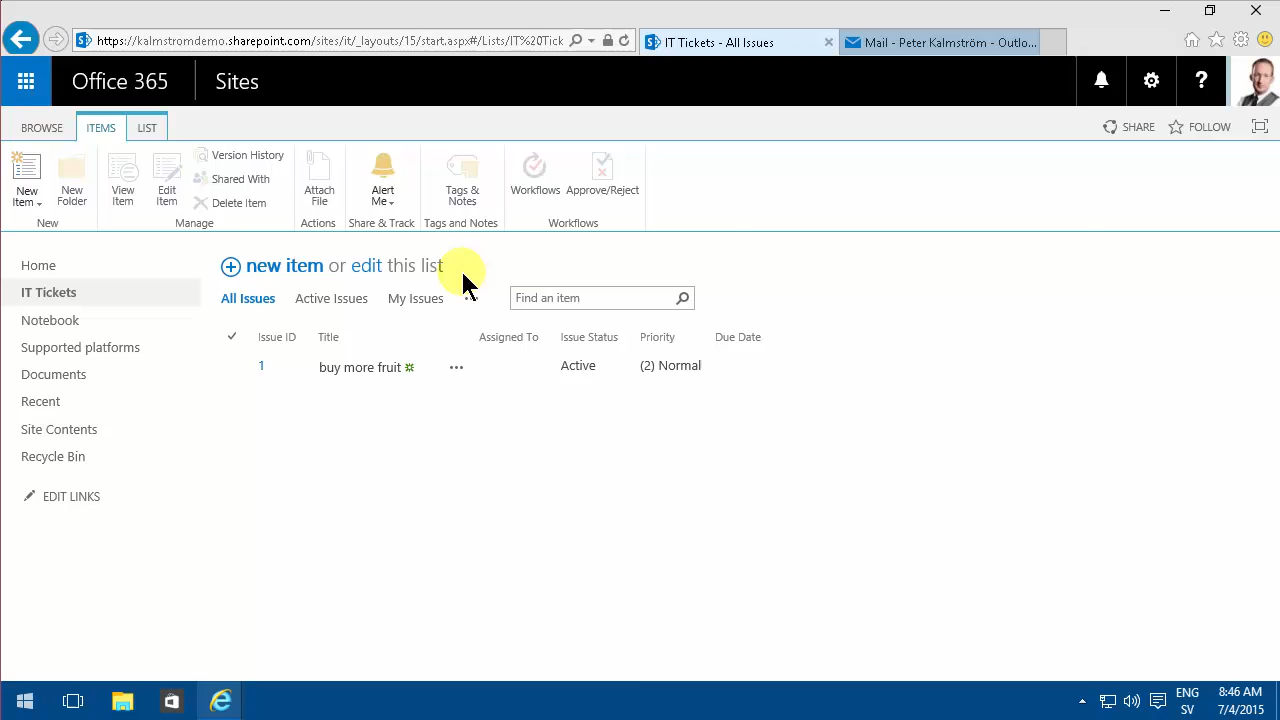 https://kalmstromdemo.sharepoint.com/sites/it/_layouts/15/start.aspx#/Lists/IT%20Tick
IT Tickets - All Issues
Mail - Peter Kalmström - Outlo...
Office 365
Sites
?
BROWSE
ITEMS
LIST
SHARE
FOLLOW
New Item
New Folder
View Item
Edit Item
Version History
Shared With
Delete Item
Attach File
Alert Me
Tags & Notes
Workflows
Approve/Reject
New
Manage
Actions
Share & Track
Tags and Notes
Workflows
Home
IT Tickets
Notebook
Supported platforms
Documents
Recent
Site Contents
Recycle Bin
EDIT LINKS
new item or edit this list
All Issues
Active Issues
My Issues
...
Find an item
Issue ID
Title
Assigned To
Issue Status
Priority
Due Date
1
buy more fruit
...
Active
(2) Normal
ENG
SV
8:46 AM
7/4/2015